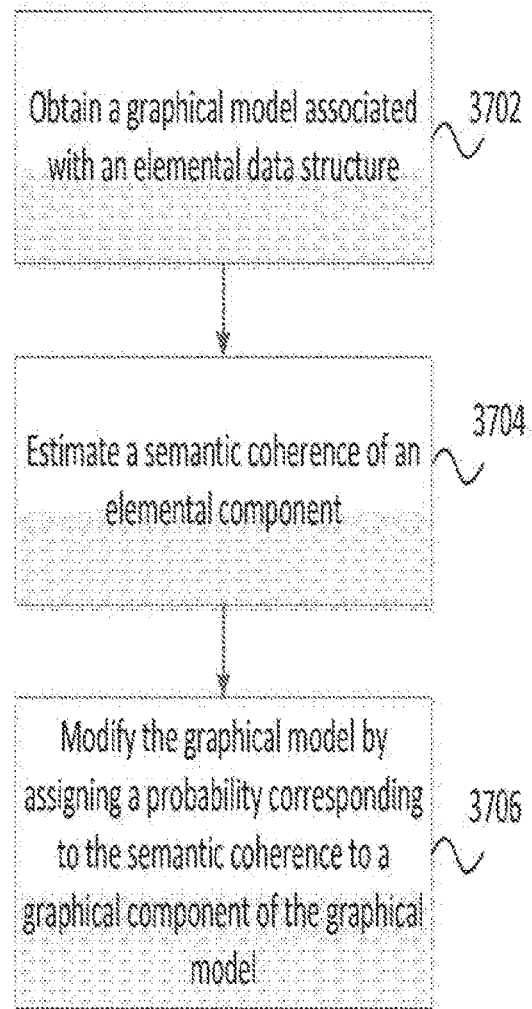 Obtain a graphical model associated
with an elemental data structure
3702
Estimate a semantic coherence of an
elemental component
3704
Modify the graphical model by
assigning a probability corresponding
to the semantic coherence to a
graphical component of the graphical
model
3706